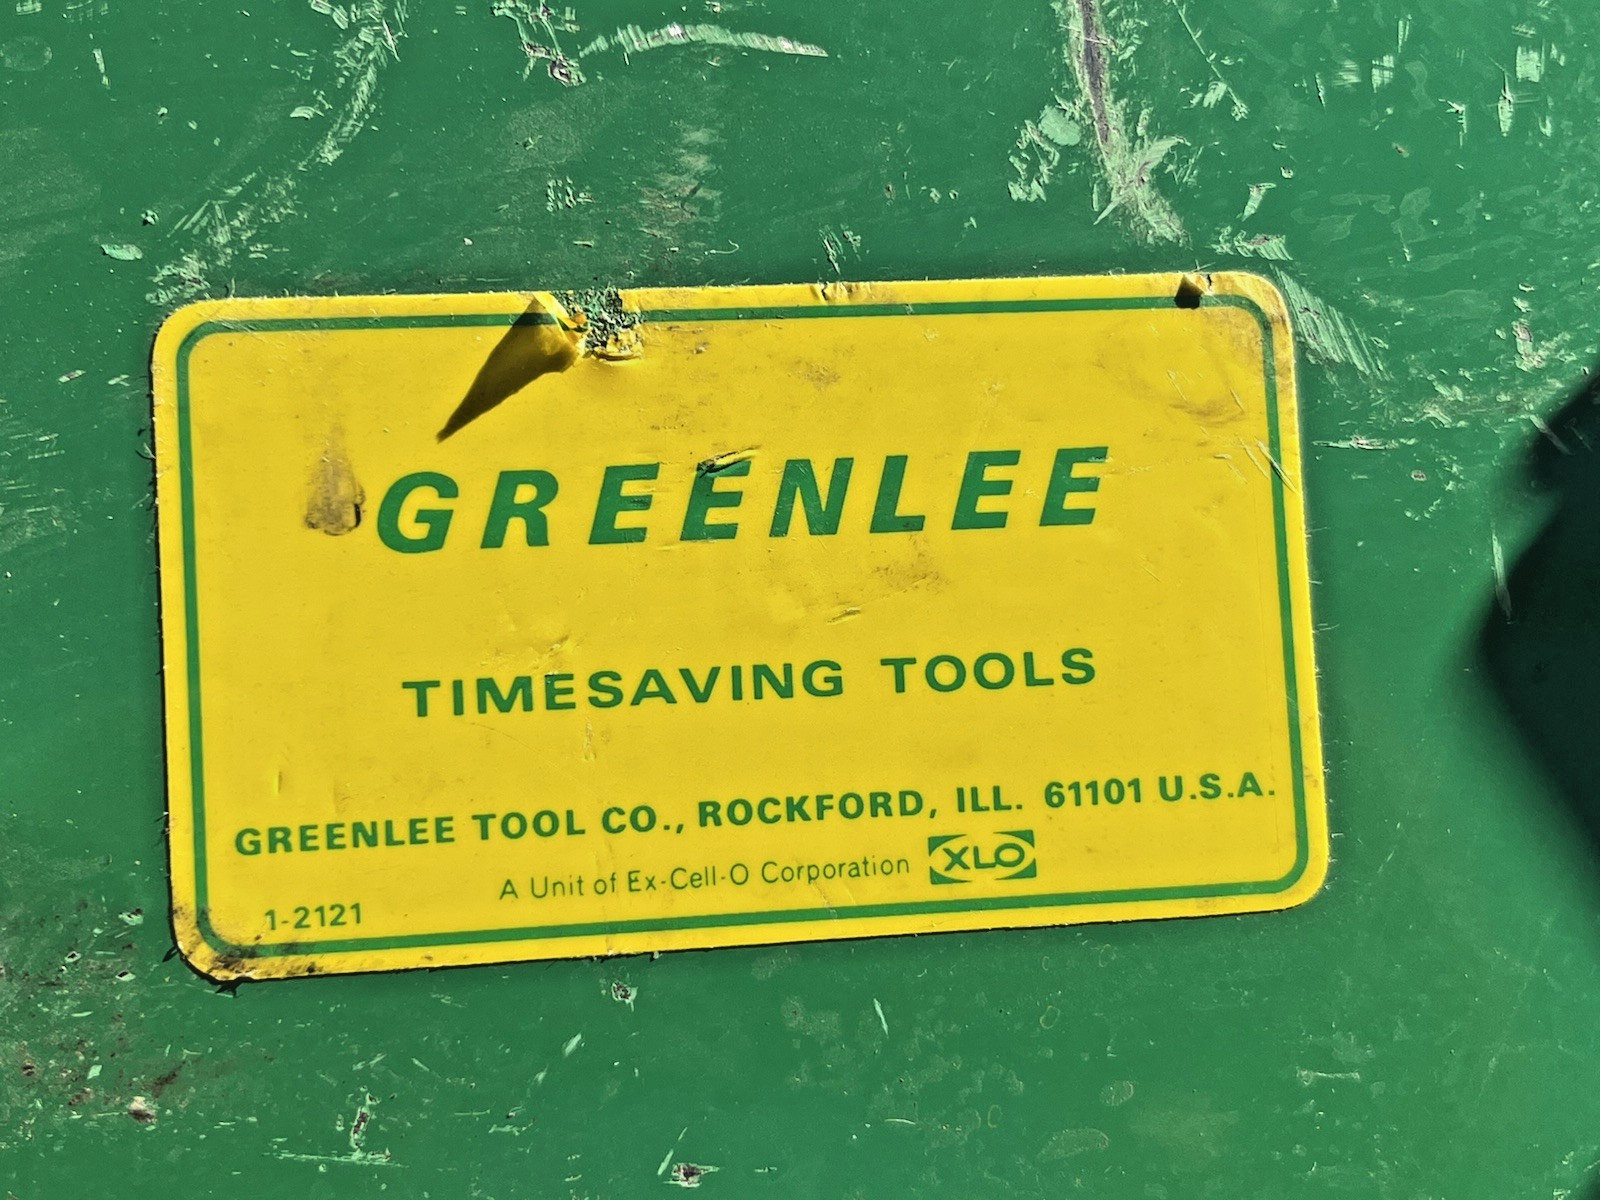 GREENLEE
TIMESAVING TOOLS
GREENLEE TOOL CO., ROCKFORD, ILL. 61101 U.S.A.
A Unit of Ex-Cell-O Corporation XLO
1-2121